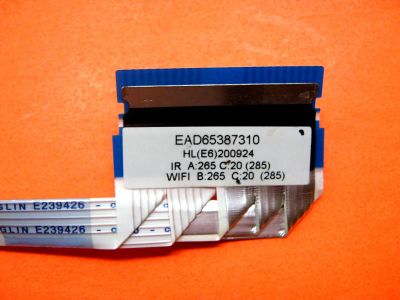 EAD65387310
HL(E6)200924
IR A:265 C:20 (285)
WIFI B:265 C:20 (285)
GLIN E239426
GLIN E239426